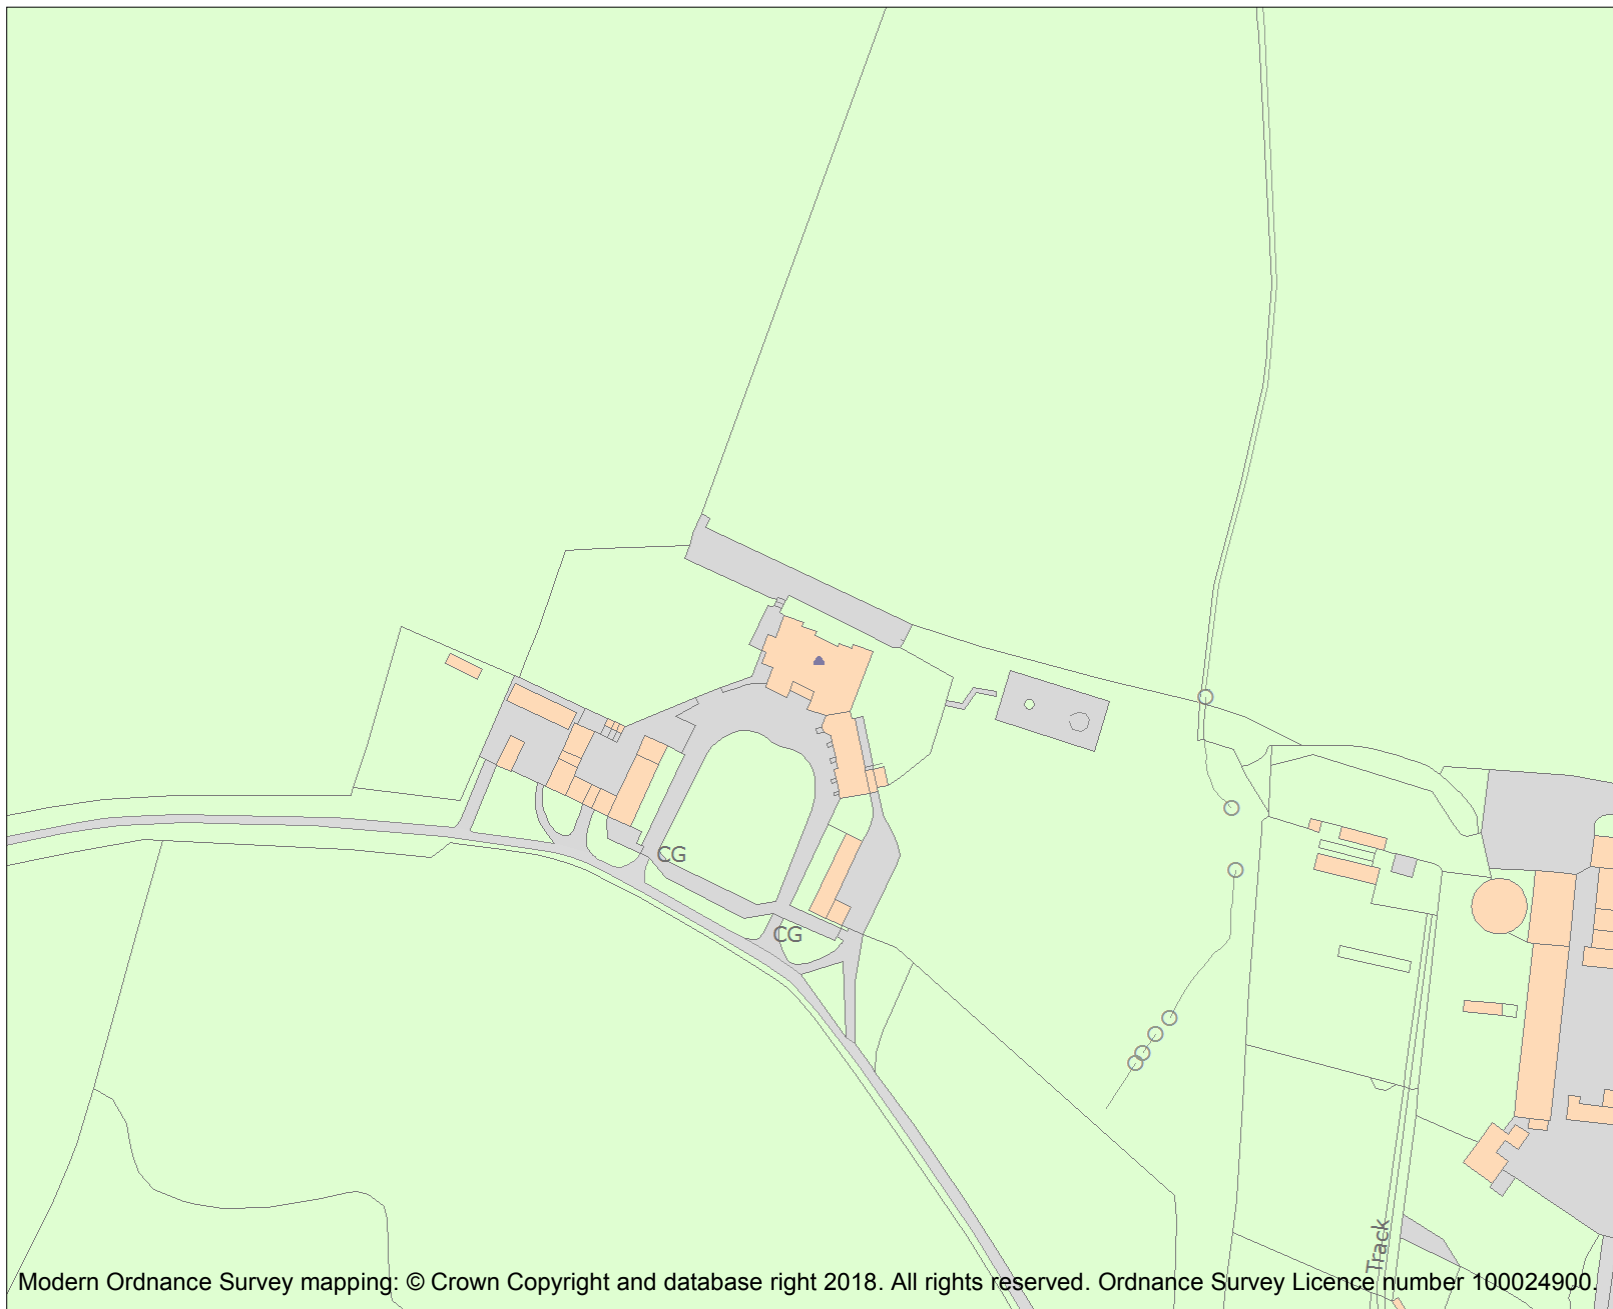 CG
CG
Track
Modern Ordnance Survey mapping: © Crown Copyright and database right 2018. All rights reserved. Ordnance Survey Licence number 100024900.